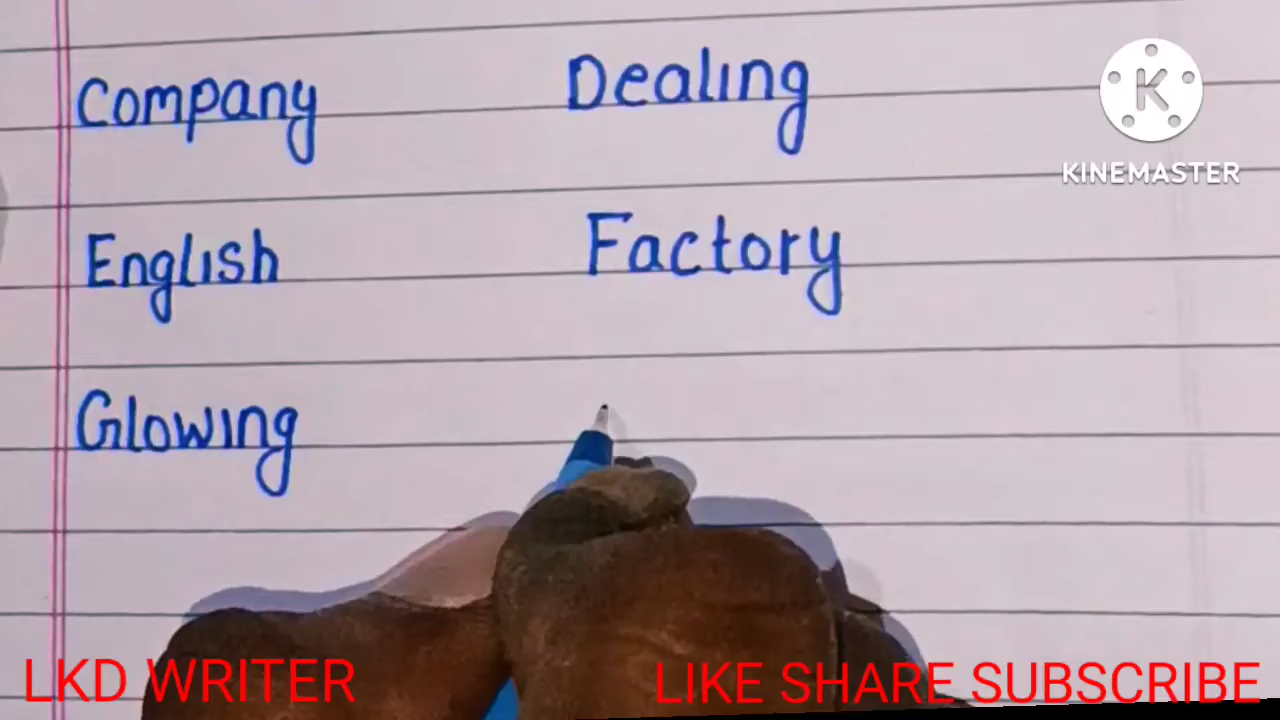 Company Dealing
KINEMASTER
English Factory
Glowing
LKD WRITER LIKE SHARE SUBSCRIBE